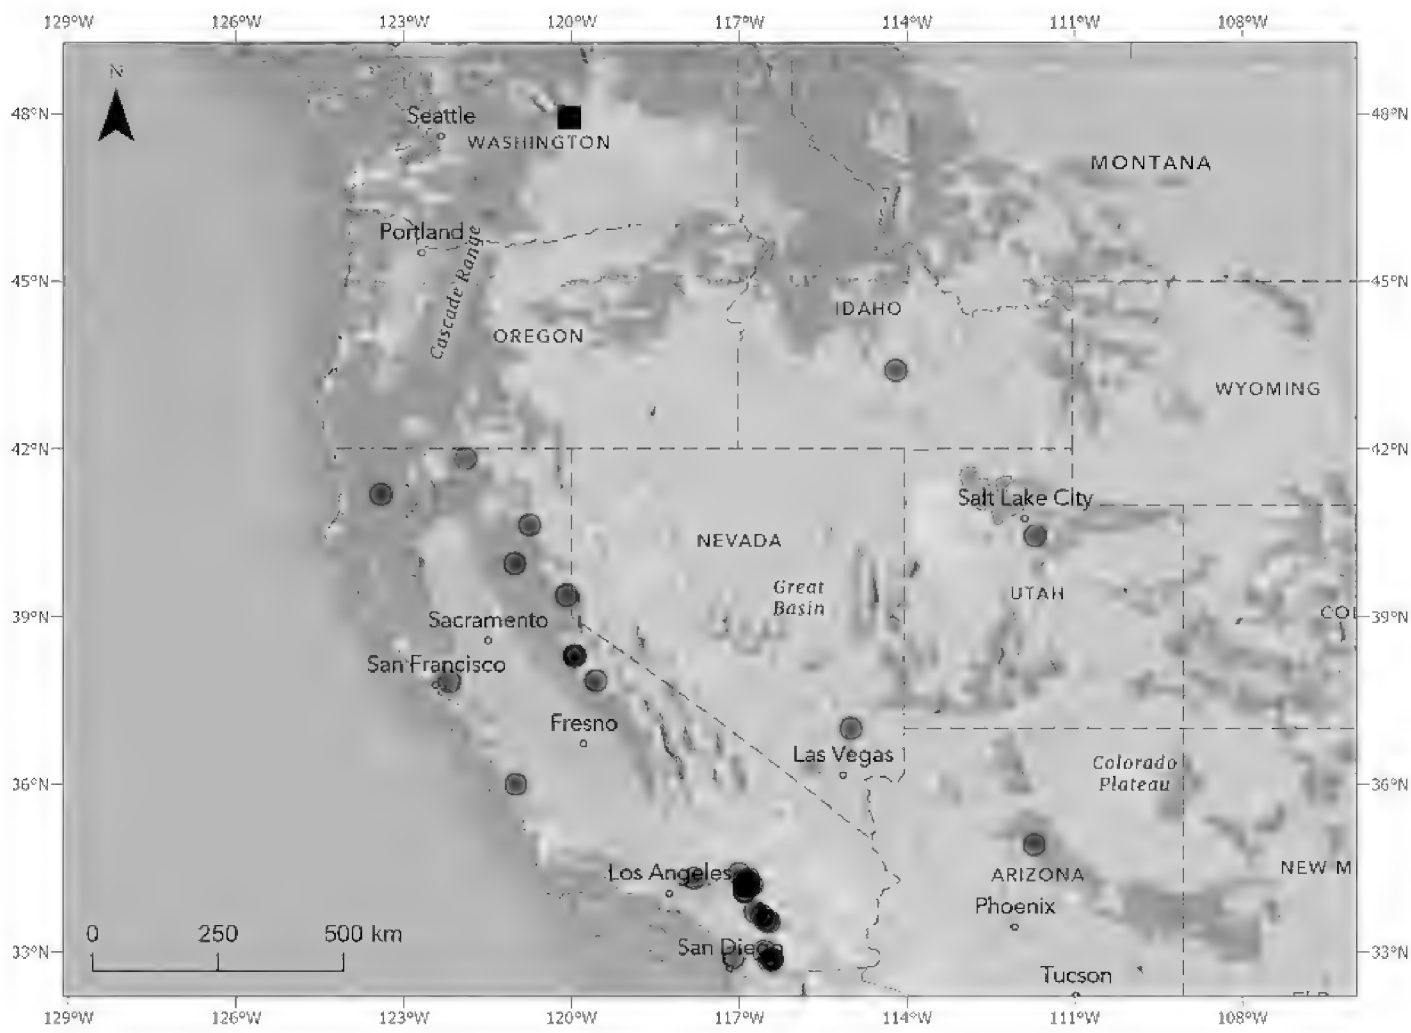 129°W 126°W 123°W 120°W 117°W 114°W 111°W 108°W
N
48°N 48°N
Seattle
WASHINGTON
MONTANA
Portland
Cascade Range
45°N 45°N
IDAHO
OREGON
WYOMING
42°N 42°N
Salt Lake City
NEVADA
Great
Basin
UTAH
39°N 39°N
COL
Sacramento
San Francisco
Fresno
Las Vegas
Colorado
Plateau
36°N 36°N
Los Angeles
ARIZONA
NEW M
Phoenix
0 250 500 km
San Diego
33°N 33°N
Tucson
129°W 126°W 123°W 120°W 117°W 114°W 111°W 108°W